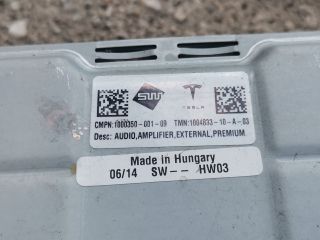 SW
TESLA
CMPN: 1000350-001-09 TMN: 1004833-10-A-03
Desc: AUDIO,AMPLIFIER,EXTERNAL,PREMIUM
Made in Hungary
06/14 SW-- HW03